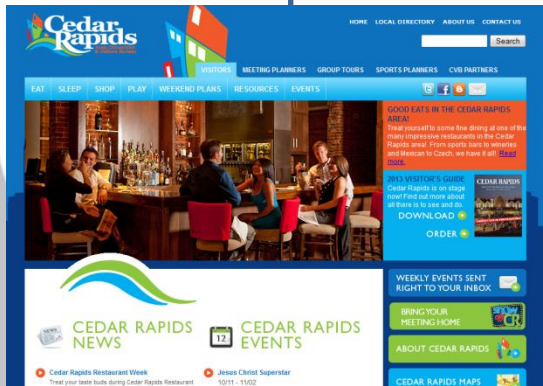 Cedar
Rapids
HOME LOCAL DIRECTORY ABOUT US CONTACT US
Search
VISITORS MEETING PLANNERS GROUP TOURS SPORTS PLANNERS CVB PARTNERS
EAT SLEEP SHOP PLAY WEEKEND PLANS RESOURCES EVENTS
GOOD EATS IN THE CEDAR RAPIDS
AREA!
Treat yourself to some fine dining at one of the
many impressive restaurants in the Cedar
Rapids area! From sports bars to wineries
and Mexican to Czech, we have it all! Read
more.
2013 VISITOR'S GUIDE
Cedar Rapids is on stage
now! Find out more about
all there is to see and do.
DOWNLOAD
ORDER
CEDAR RAPIDS
WEEKLY EVENTS SENT
RIGHT TO YOUR INBOX
BRING YOUR
MEETING HOME
SHOW
CR
ABOUT CEDAR RAPIDS
CEDAR RAPIDS MAPS
NEWS
CEDAR RAPIDS
NEWS
12
CEDAR RAPIDS
EVENTS
Cedar Rapids Restaurant Week
Treat your taste buds during Cedar Rapids Restaurant
Jesus Christ Superstar
10/11 - 11/02